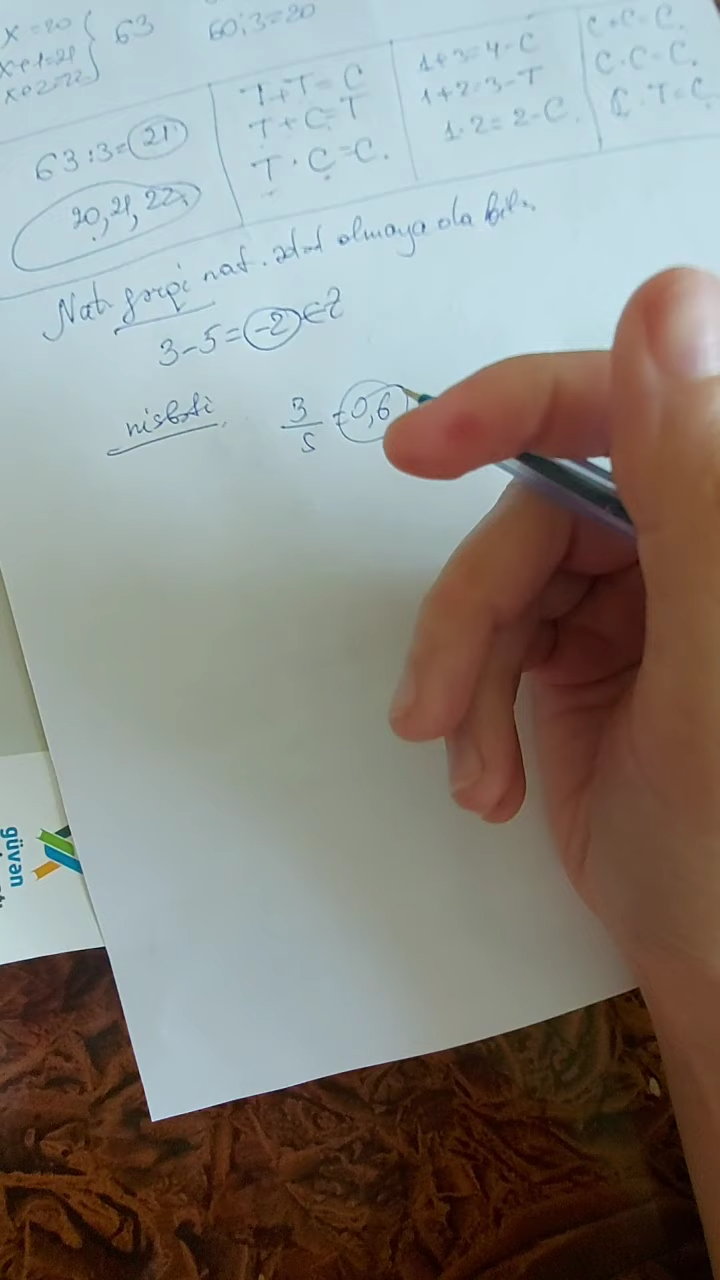 x = 20
x+1=21
x+2=22
63
60:3=20
63:3=21
20, 21, 22
T+T=C
T+C=T
T·C=C.
1+3=4-C
1+2=3-T
1·2=2-C.
C+C=C.
C·C=C.
C·T=C
Nat. fərqi nat. ədəd olmaya da bilər
3-5=-2∈Z
nisbəti
3/5=0,6
güvən